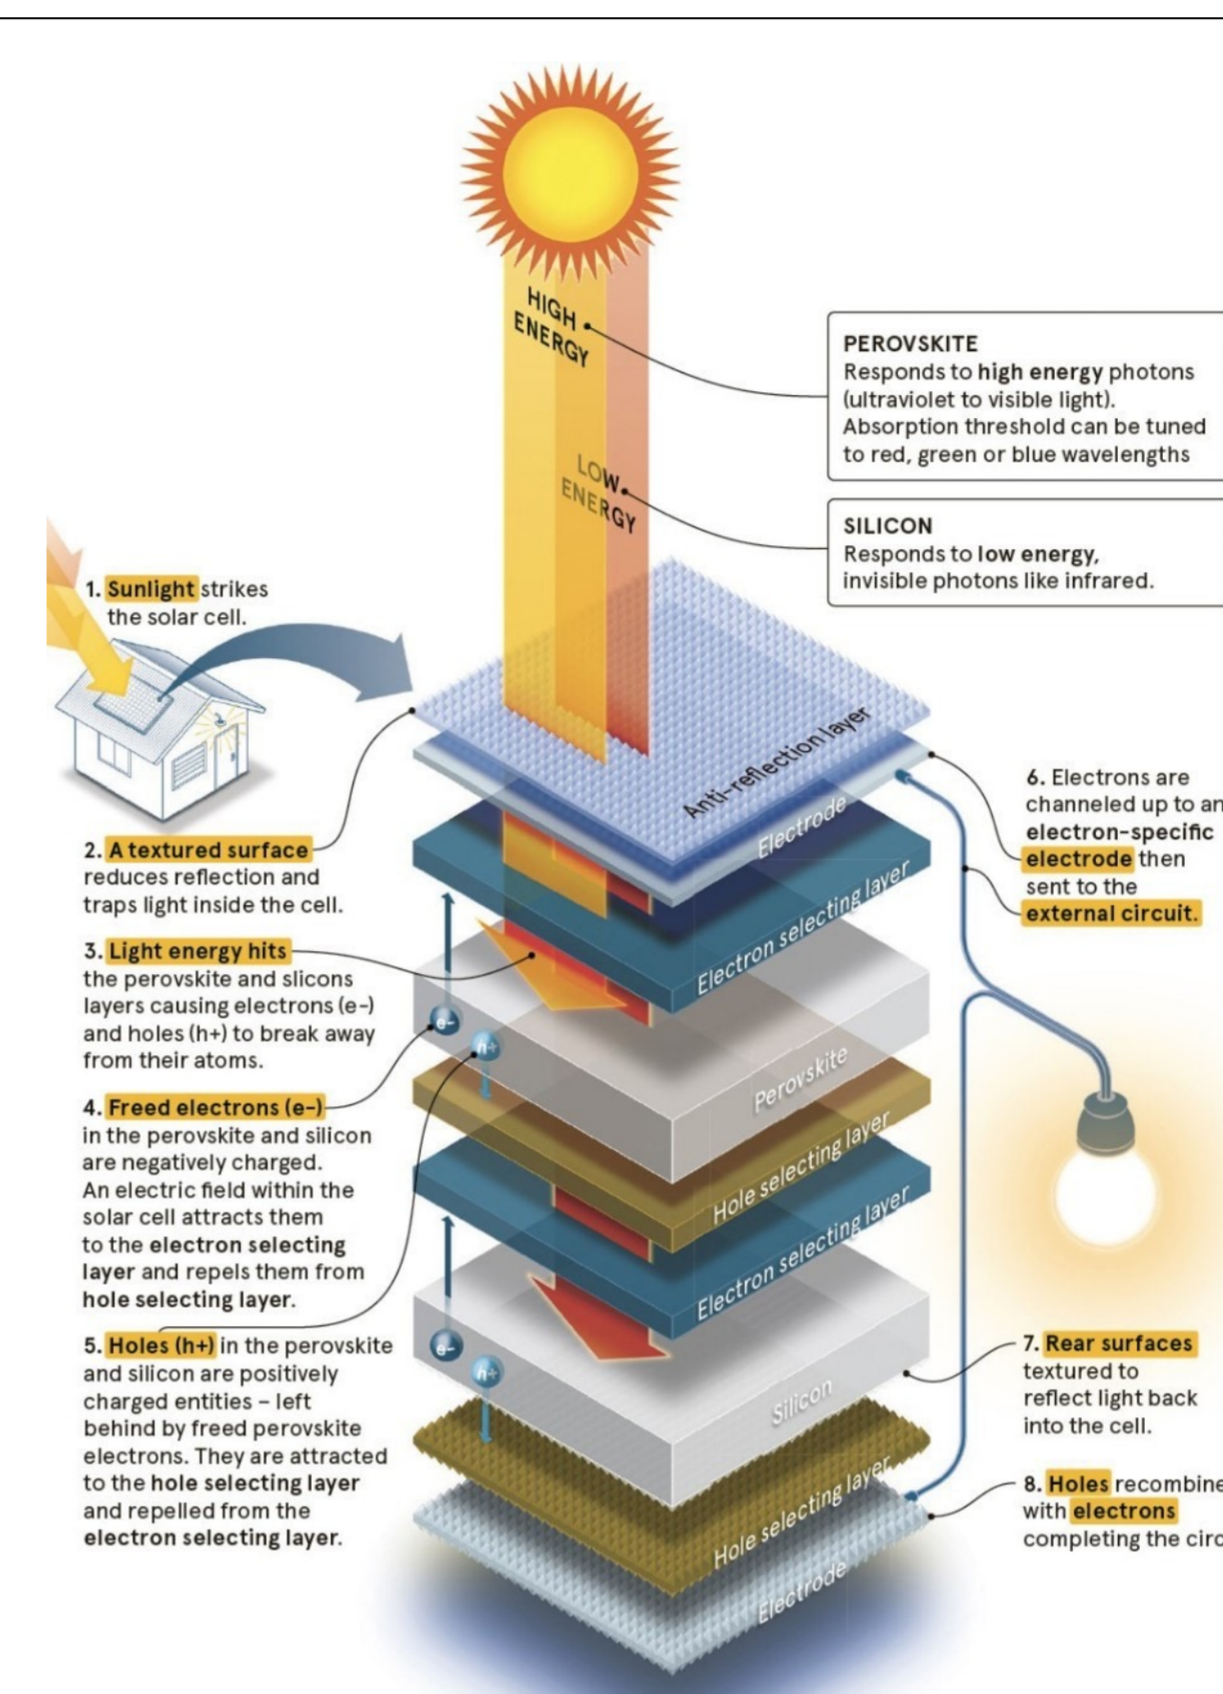 HIGH
ENERGY
PEROVSKITE
Responds to high energy photons
(ultraviolet to visible light).
Absorption threshold can be tuned
to red, green or blue wavelengths
LOW
ENERGY
SILICON
Responds to low energy,
invisible photons like infrared.
1. Sunlight strikes
the solar cell.
Anti-reflection layer
Electrode
2. A textured surface
reduces reflection and
traps light inside the cell.
Electron selecting layer
6. Electrons are
channeled up to an
electron-specific
electrode then
sent to the
external circuit.
3. Light energy hits
the perovskite and slicons
layers causing electrons (e-)
and holes (h+) to break away
from their atoms.
e-
h+
Perovskite
4. Freed electrons (e-)
in the perovskite and silicon
are negatively charged.
An electric field within the
solar cell attracts them
to the electron selecting
layer and repels them from
hole selecting layer.
Hole selecting layer
Electron selecting layer
5. Holes (h+) in the perovskite
and silicon are positively
charged entities – left
behind by freed perovskite
electrons. They are attracted
to the hole selecting layer
and repelled from the
electron selecting layer.
e-
h+
Silicon
7. Rear surfaces
textured to
reflect light back
into the cell.
Hole selecting layer
8. Holes recombine
with electrons
completing the circ
Electrode